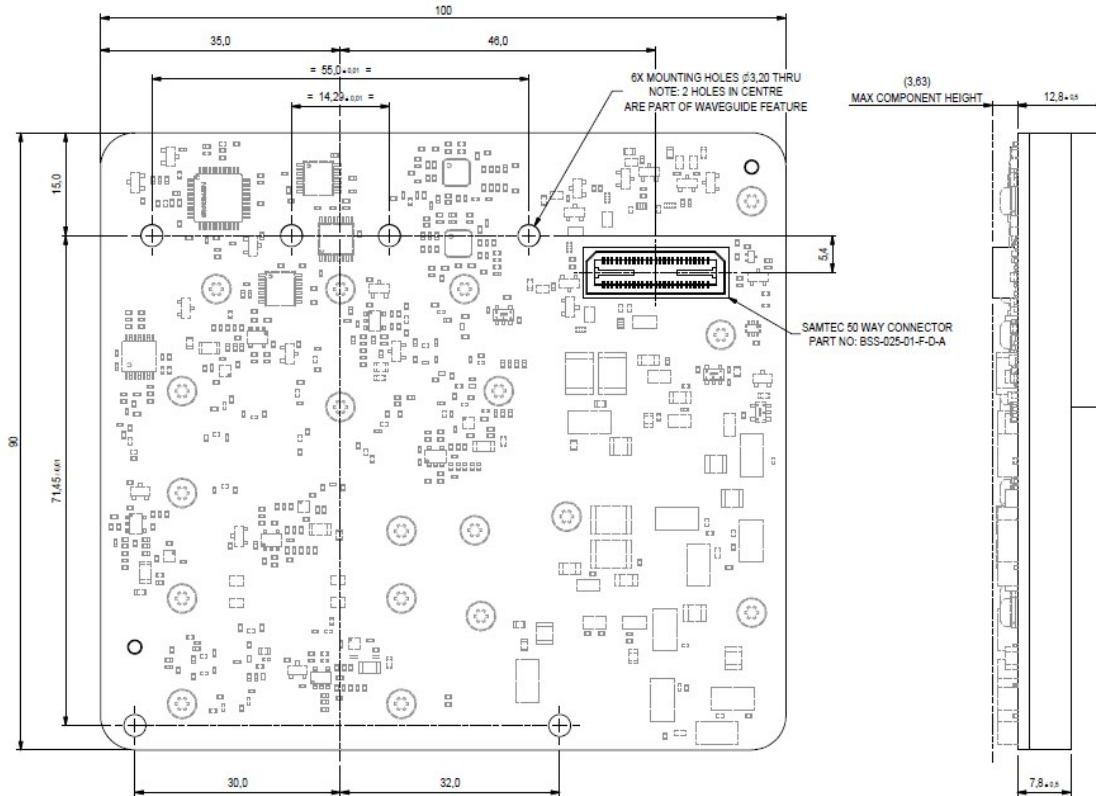 100
35,0
46,0
= 55,0±0,01 =
= 14,29±0,01 =
6X MOUNTING HOLES Ø3,20 THRU
NOTE: 2 HOLES IN CENTRE
ARE PART OF WAVEGUIDE FEATURE
(3,63)
MAX COMPONENT HEIGHT
12,8±0,5
15,0
5,4
SAMTEC 50 WAY CONNECTOR
PART NO: BSS-025-01-F-D-A
90
71,45±0,01
30,0
32,0
7,8±0,5